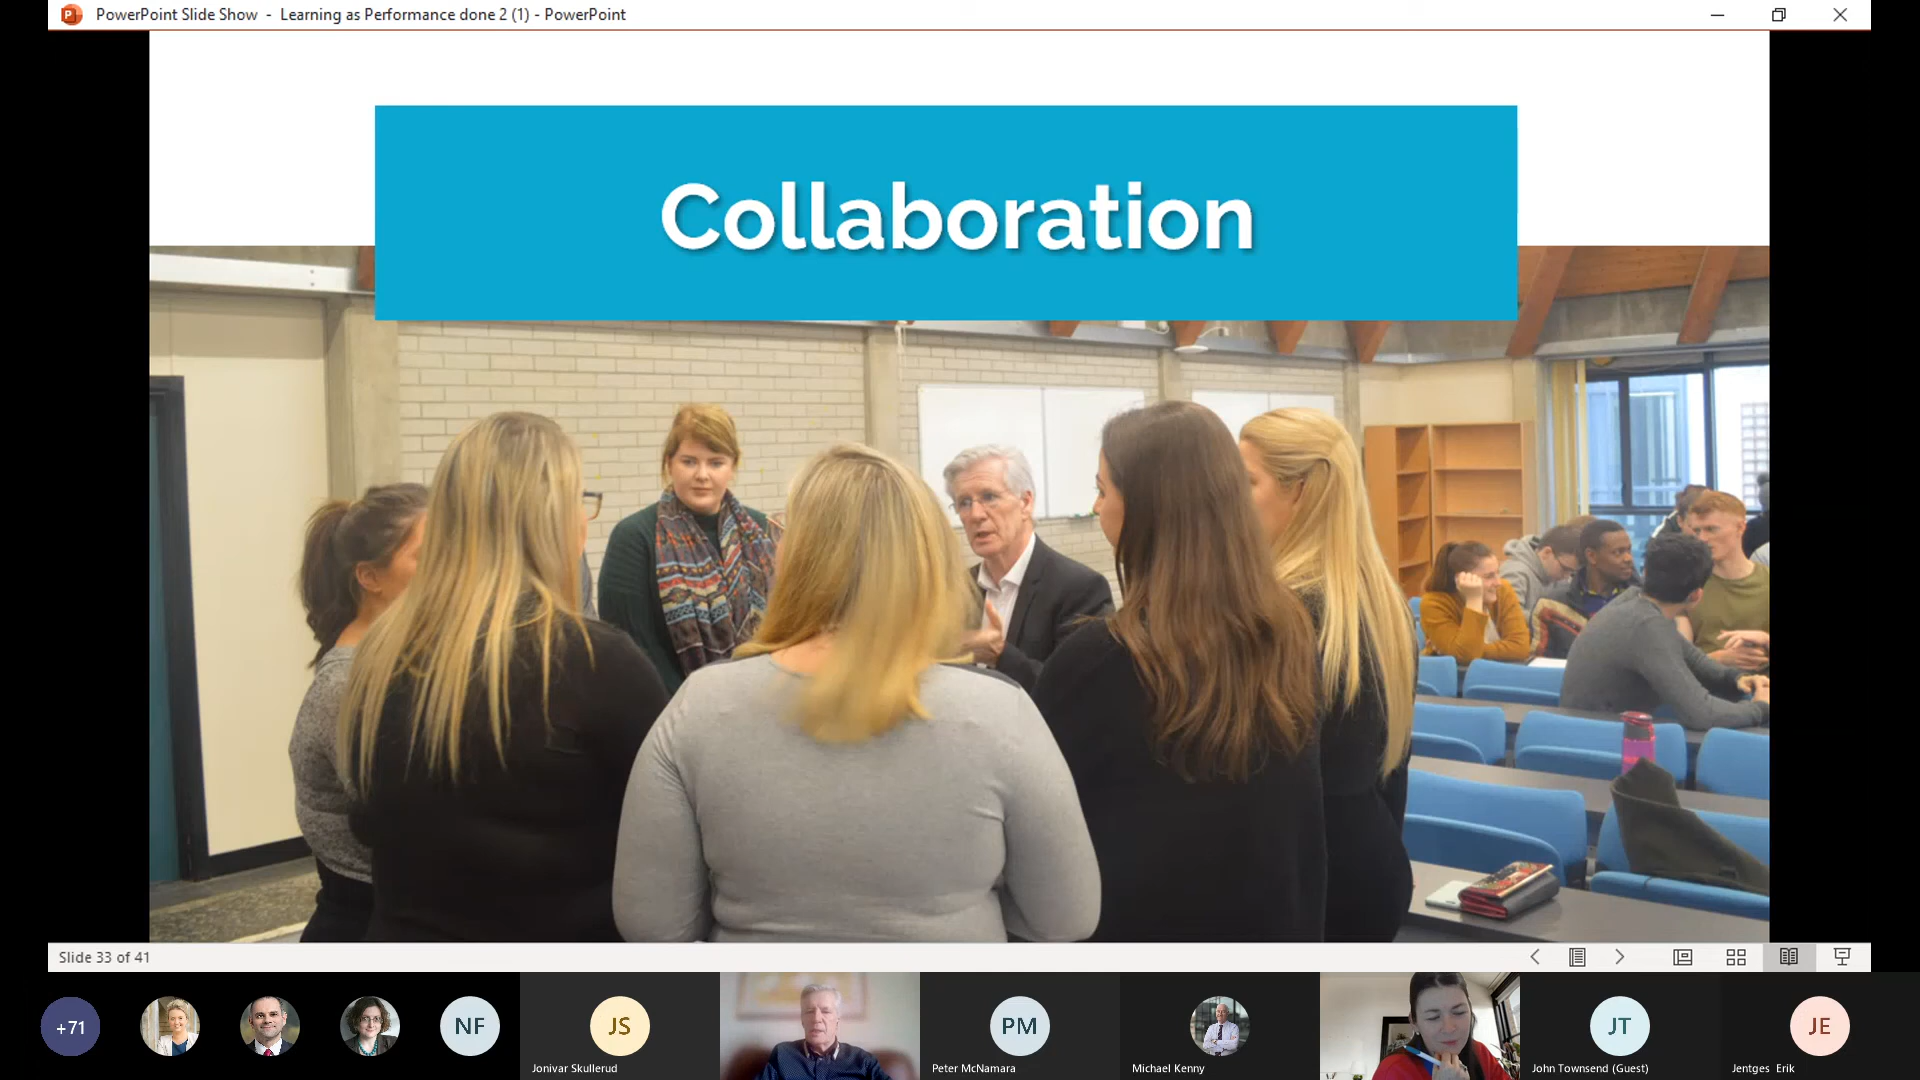 PowerPoint Slide Show - Learning as Performance done 2 (1) - PowerPoint
Collaboration
Slide 33 of 41
+71
NF
JS
PM
JT
JE
Jonivar Skullerud
Peter McNamara
Michael Kenny
John Townsend (Guest)
Jentges Erik